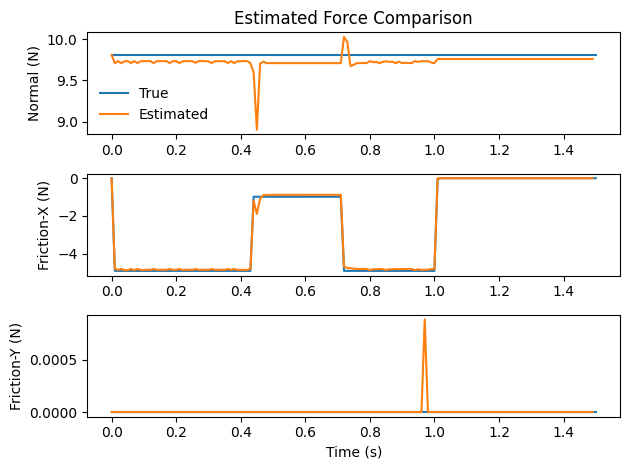 Estimated Force Comparison
Normal (N)
10.0
9.5
9.0
True
Estimated
0.0 0.2 0.4 0.6 0.8 1.0 1.2 1.4
Friction-X (N)
0
−2
−4
0.0 0.2 0.4 0.6 0.8 1.0 1.2 1.4
Friction-Y (N)
0.0005
0.0000
0.0 0.2 0.4 0.6 0.8 1.0 1.2 1.4
Time (s)